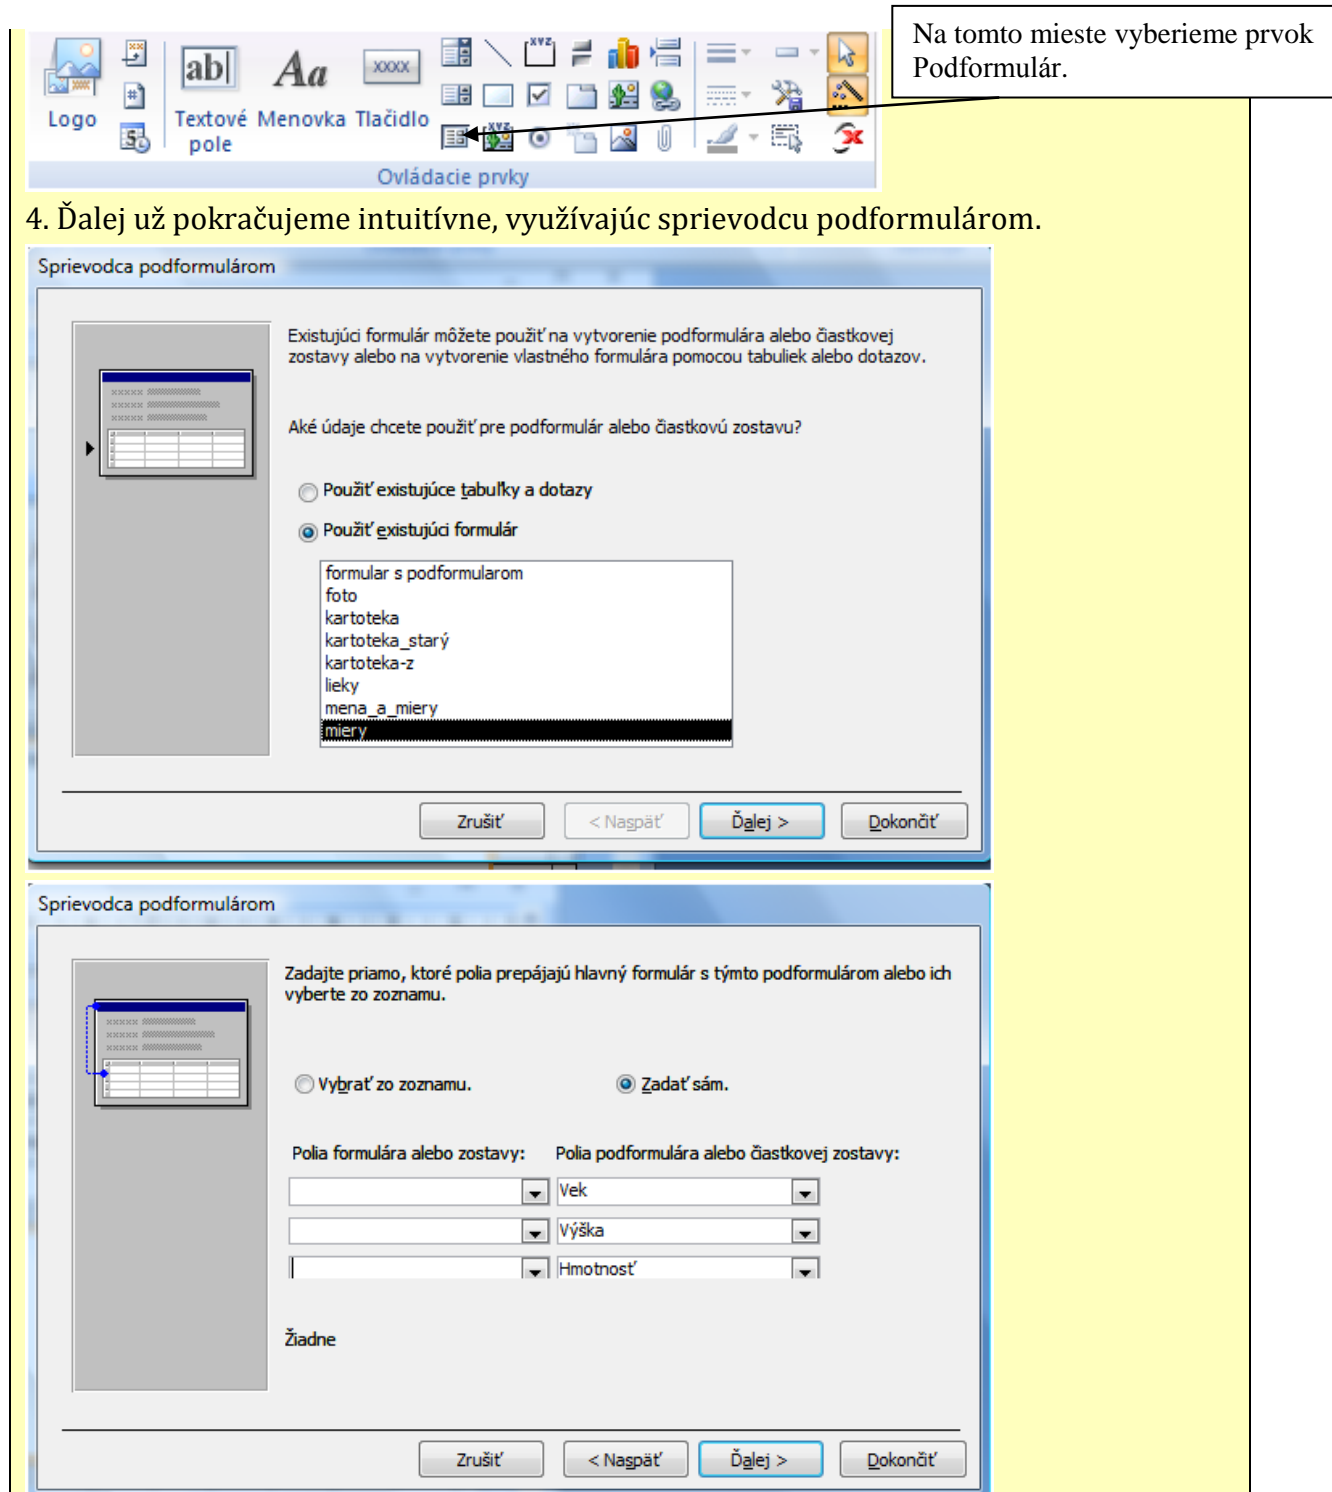 Na tomto mieste vyberieme prvok
Podformulár.
Logo
ab|
Textové
pole
Aa
Menovka
XXXX
Tlačidlo
Ovládacie prvky
4. Ďalej už pokračujeme intuitívne, využívajúc sprievodcu podformulárom.
Sprievodca podformulárom
Existujúci formulár môžete použiť na vytvorenie podformulára alebo čiastkovej
zostavy alebo na vytvorenie vlastného formulára pomocou tabuliek alebo dotazov.
Aké údaje chcete použiť pre podformulár alebo čiastkovú zostavu?
Použiť existujúce tabuľky a dotazy
Použiť existujúci formulár
formular s podformularom
foto
kartoteka
kartoteka_starý
kartoteka-z
lieky
mena_a_miery
miery
Zrušiť
< Naspäť
Ďalej >
Dokončiť
Sprievodca podformulárom
Zadajte priamo, ktoré polia prepájajú hlavný formulár s týmto podformulárom alebo ich
vyberte zo zoznamu.
Vybrať zo zoznamu.
Zadať sám.
Polia formulára alebo zostavy:
Polia podformulára alebo čiastkovej zostavy:
Vek
Výška
Hmotnosť
Žiadne
Zrušiť
< Naspäť
Ďalej >
Dokončiť